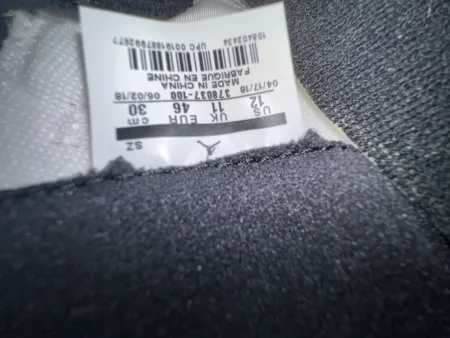 SZ
US UK EUR cm
12 11 46 30
04/17/18 378037-100 06/02/18
MADE IN CHINA
FABRIQUE EN CHINE
UPC
108402434